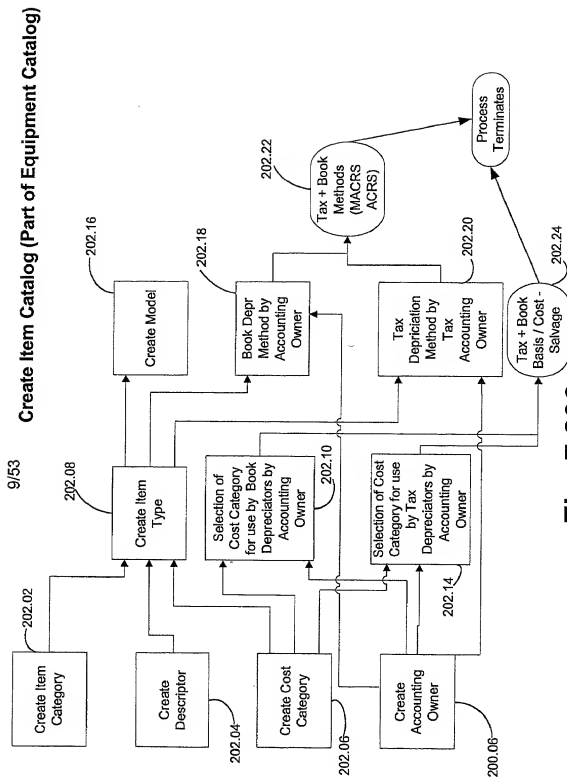 9/53
Create Item Catalog (Part of Equipment Catalog)
202.02
Create Item
Category
Create
Descriptor
202.04
Create Cost
Category
202.06
Create
Accounting
Owner
200.06
202.08
Create Item
Type
Selection of
Cost Category
for use by Book
Depreciators by
Accounting
Owner
202.10
Selection of Cost
Category for use
by Tax
Depreciators by
Accounting
Owner
202.14
202.16
Create Model
202.18
Book Depr
Method by
Accounting
Owner
Tax
Depriciation
Method by
Tax
Accounting
Owner
202.20
202.22
Tax + Book
Methods
(MACRS
ACRS)
Tax + Book
Basis / Cost -
Salvage
202.24
Process
Terminates